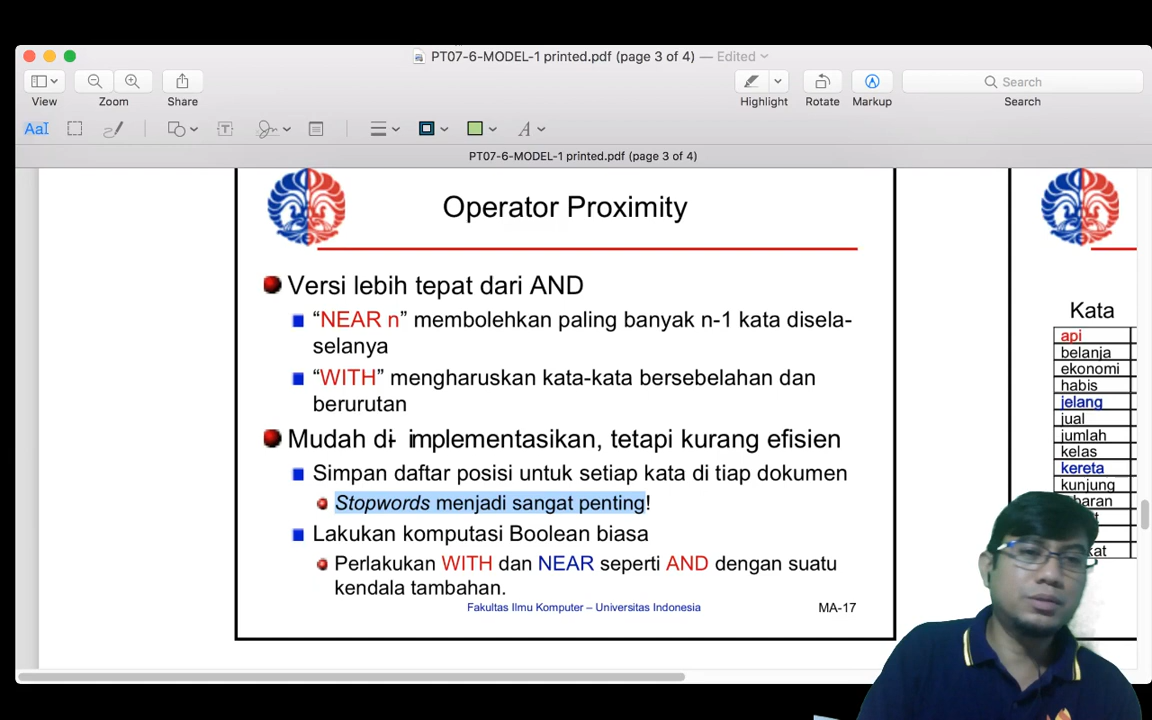 PT07-6-MODEL-1 printed.pdf (page 3 of 4) — Edited
View
Zoom
Share
Highlight
Rotate
Markup
Search
Search
AaI
A
PT07-6-MODEL-1 printed.pdf (page 3 of 4)
Operator Proximity
Versi lebih tepat dari AND
“NEAR n” membolehkan paling banyak n-1 kata disela-
selanya
“WITH” mengharuskan kata-kata bersebelahan dan
berurutan
Mudah di- implementasikan, tetapi kurang efisien
Simpan daftar posisi untuk setiap kata di tiap dokumen
Stopwords menjadi sangat penting!
Lakukan komputasi Boolean biasa
Perlakukan WITH dan NEAR seperti AND dengan suatu
kendala tambahan.
Fakultas Ilmu Komputer – Universitas Indonesia
MA-17
Kata
api
belanja
ekonomi
habis
jelang
jual
jumlah
kelas
kereta
kunjung